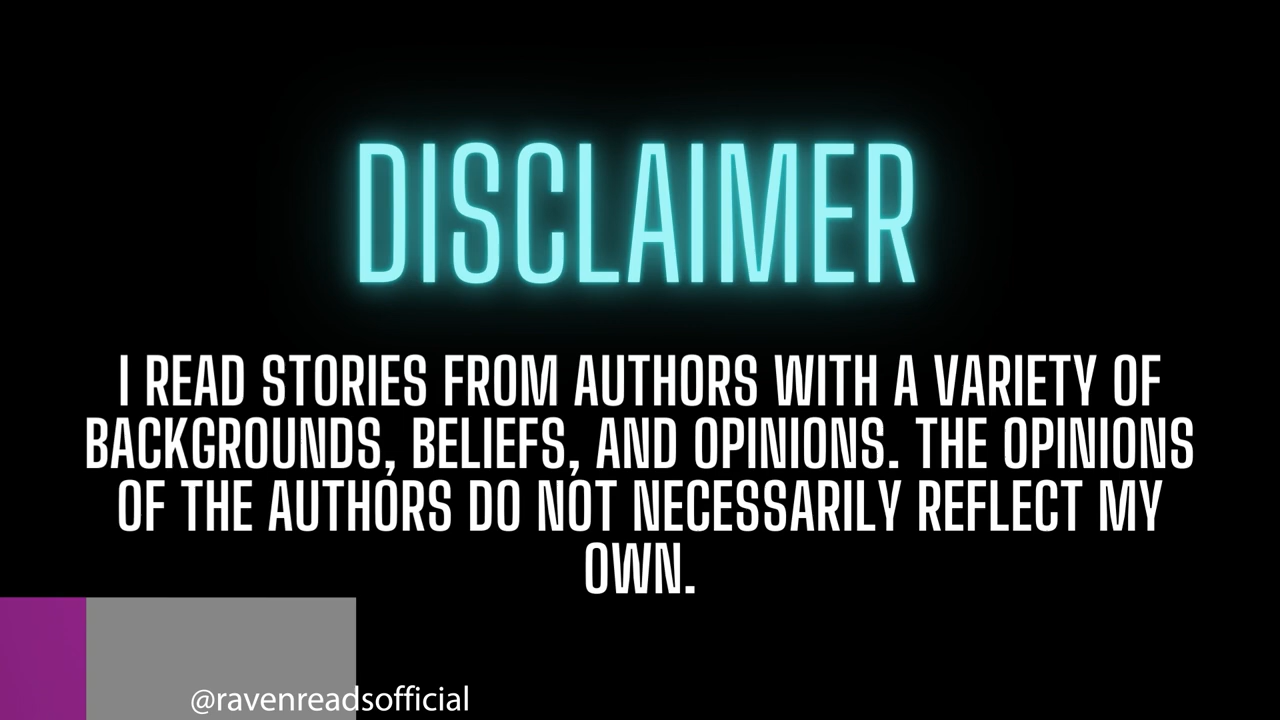 DISCLAIMER
I READ STORIES FROM AUTHORS WITH A VARIETY OF
BACKGROUNDS, BELIEFS, AND OPINIONS. THE OPINIONS
OF THE AUTHORS DO NOT NECESSARILY REFLECT MY
OWN.
@ravenreadsofficial